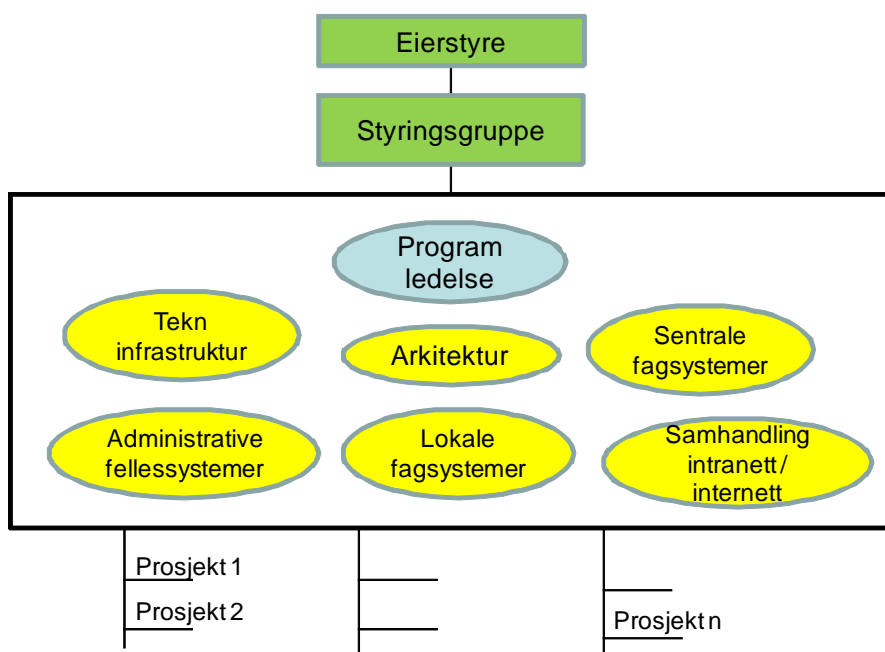 Eierstyre
Styringsgruppe
Program
ledelse
Tekn
infrastruktur
Arkitektur
Sentrale
fagsystemer
Administrative
fellessystemer
Lokale
fagsystemer
Samhandling
intranett/
internett
Prosjekt 1
Prosjekt 2
Prosjekt n